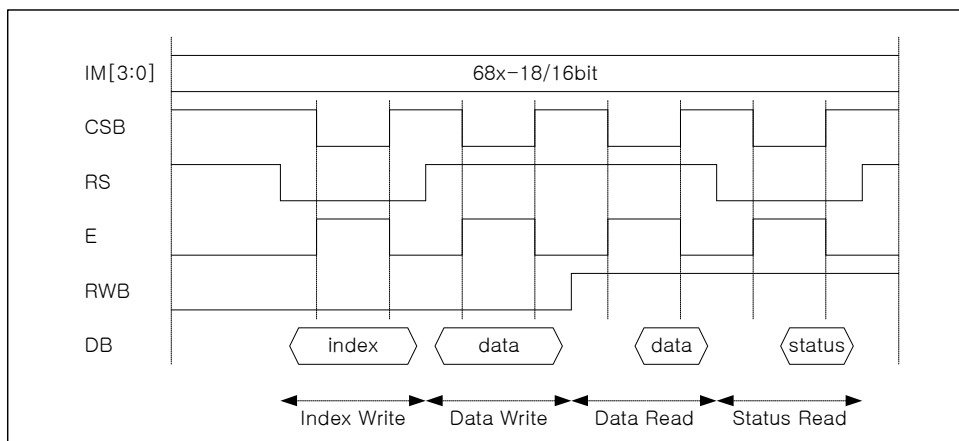 IM[3:0] 68x-18/16bit
CSB
RS
E
RWB
DB index data data status
Index Write Data Write Data Read Status Read